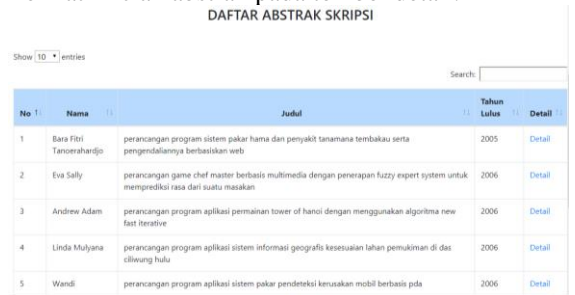 DAFTAR ABSTRAK SKRIPSI
Show 10 entries
Search:
No Nama Judul Tahun Lulus Detail
1 Bara Fitri Tanoerahardjo perancangan program sistem pakar hama dan penyakit tanamana tembakau serta pengendaliannya berbasiskan web 2005 Detail
2 Eva Sally perancangan game chef master berbasis multimedia dengan penerapan fuzzy expert system untuk memprediksi rasa dari suatu masakan 2006 Detail
3 Andrew Adam perancangan program aplikasi permainan tower of hanoi dengan menggunakan algoritma new fast iterative 2006 Detail
4 Linda Mulyana perancangan program aplikasi sistem informasi geografis kesesuaian lahan pemukiman di das ciliwung hulu 2006 Detail
5 Wandi perancangan program aplikasi sistem pakar pendeteksi kerusakan mobil berbasis pda 2006 Detail